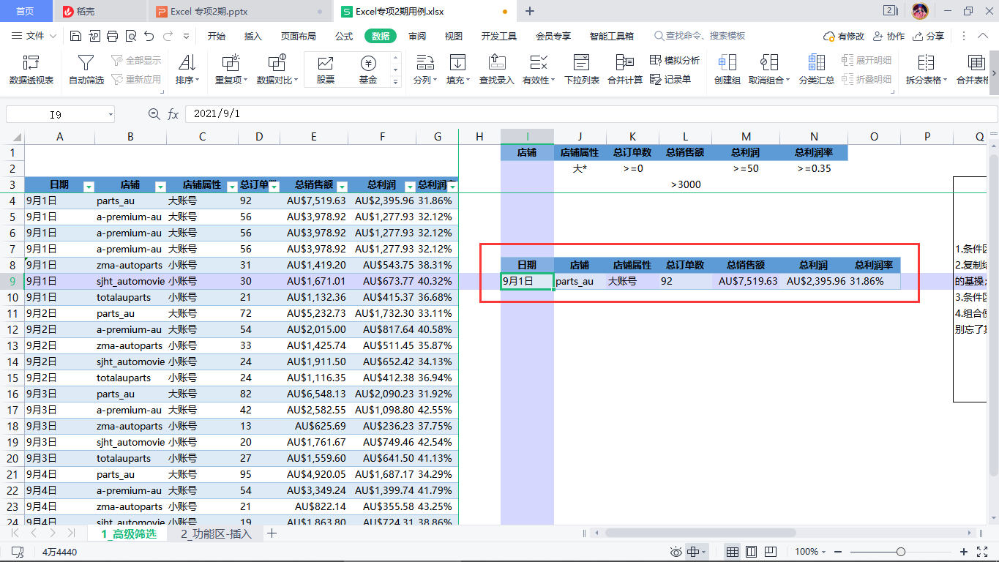 首页 稻壳 Excel 专项2期.pptx Excel专项2期用例.xlsx
文件 开始 插入 页面布局 公式 数据 审阅 视图 开发工具 会员专享 智能工具箱 查找命令、搜索模板 有修改 协作 分享
数据透视表 自动筛选 全部显示 重新应用 排序 重复项 数据对比 股票 基金 分列 填充 查找录入 有效性 下拉列表 合并计算 模拟分析 记录单 创建组 取消组合 分类汇总 展开明细 折叠明细 拆分表格 合并表格
I9 fx 2021/9/1
A B C D E F G H I J K L M N O P Q
1 店铺 店铺属性 总订单数 总销售额 总利润 总利润率
2 大* >=0 >=50 >=0.35
3 日期 店铺 店铺属性 总订单数 总销售额 总利润 总利润率 >3000
4 9月1日 parts_au 大账号 92 AU$7,519.63 AU$2,395.96 31.86%
5 9月1日 a-premium-au 大账号 56 AU$3,978.92 AU$1,277.93 32.12%
6 9月1日 a-premium-au 大账号 56 AU$3,978.92 AU$1,277.93 32.12%
7 9月1日 a-premium-au 大账号 56 AU$3,978.92 AU$1,277.93 32.12% 1.条件区
8 9月1日 zma-autoparts 小账号 31 AU$1,419.20 AU$543.75 38.31% 日期 店铺 店铺属性 总订单数 总销售额 总利润 总利润率 2.复制结
9 9月1日 sjht_automovie 小账号 30 AU$1,671.01 AU$673.77 40.32% 9月1日 parts_au 大账号 92 AU$7,519.63 AU$2,395.96 31.86% 的基操
10 9月1日 totalauparts 小账号 21 AU$1,132.36 AU$415.37 36.68% 3.条件区
11 9月2日 parts_au 大账号 72 AU$5,232.73 AU$1,732.30 33.11% 4.组合使
12 9月2日 a-premium-au 大账号 54 AU$2,015.00 AU$817.64 40.58% 别忘了
13 9月2日 zma-autoparts 小账号 33 AU$1,425.74 AU$511.45 35.87%
14 9月2日 sjht_automovie 小账号 24 AU$1,911.50 AU$652.42 34.13%
15 9月2日 totalauparts 小账号 24 AU$1,116.35 AU$412.38 36.94%
16 9月3日 parts_au 大账号 82 AU$6,548.13 AU$2,090.23 31.92%
17 9月3日 a-premium-au 大账号 42 AU$2,582.55 AU$1,098.80 42.55%
18 9月3日 zma-autoparts 小账号 13 AU$625.69 AU$236.23 37.75%
19 9月3日 sjht_automovie 小账号 20 AU$1,761.67 AU$749.46 42.54%
20 9月3日 totalauparts 小账号 27 AU$1,559.60 AU$641.50 41.13%
21 9月4日 parts_au 大账号 95 AU$4,920.05 AU$1,687.17 34.29%
22 9月4日 a-premium-au 大账号 54 AU$3,349.24 AU$1,399.74 41.79%
23 9月4日 zma-autoparts 小账号 21 AU$822.14 AU$355.58 43.25%
24 9月4日 sjht_automovie 小账号 19 AU$1,863.80 AU$724.31 38.86%
1_高级筛选 2_功能区-插入
4万4440 100%